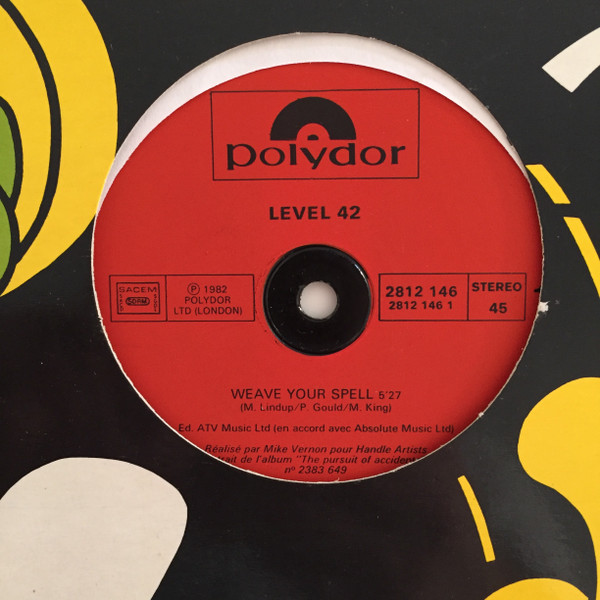 polydor
LEVEL 42
SACEM
SDRM
℗ 1982
POLYDOR
LTD (LONDON)
2812 146
2812 146 1
STEREO
45
WEAVE YOUR SPELL 5'27
(M. Lindup/P. Gould/M. King)
Ed. ATV Music Ltd (en accord avec Absolute Music Ltd)
Réalisé par Mike Vernon pour Handle Artists
de l'album "The pursuit of accident
nº 2383 649